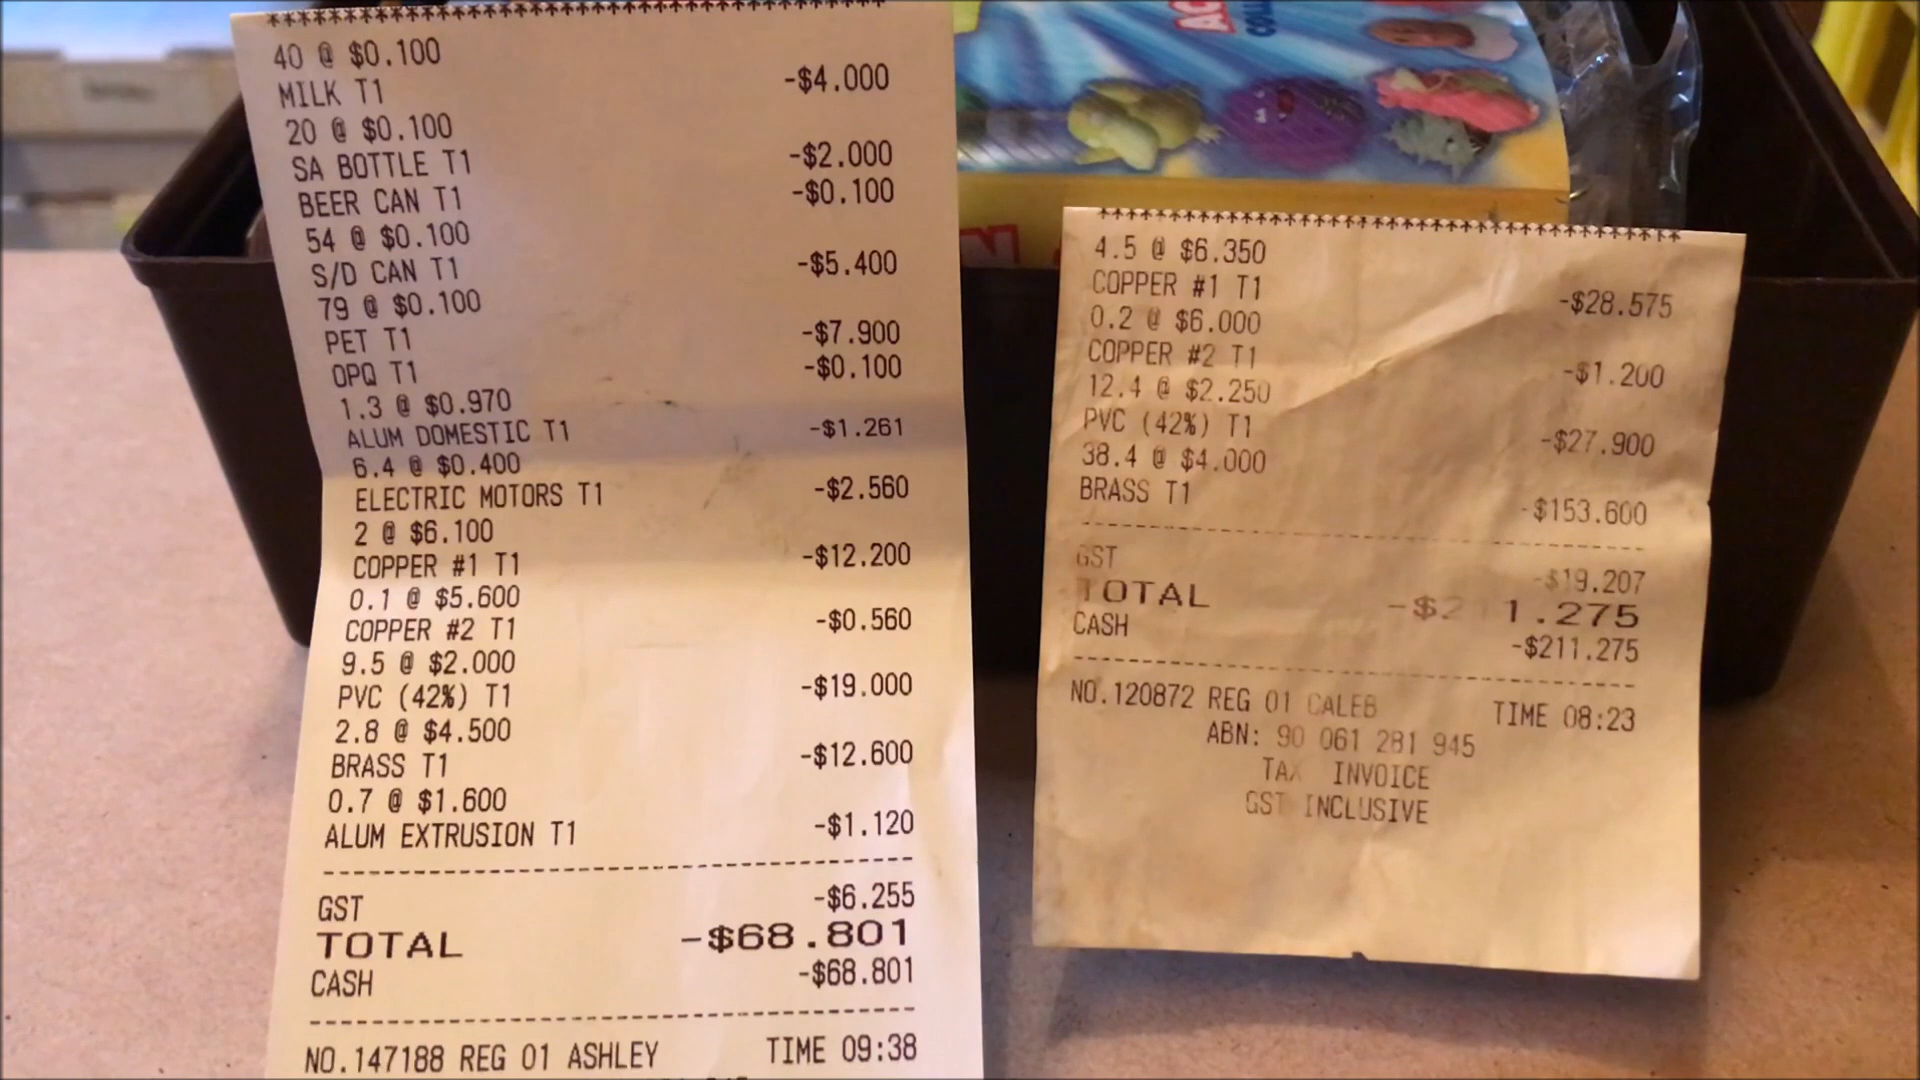 40 @ $0.100
MILK T1 -$4.000
20 @ $0.100
SA BOTTLE T1 -$2.000
BEER CAN T1 -$0.100
54 @ $0.100
S/D CAN T1 -$5.400
79 @ $0.100
PET T1 -$7.900
OPQ T1 -$0.100
1.3 @ $0.970
ALUM DOMESTIC T1 -$1.261
6.4 @ $0.400
ELECTRIC MOTORS T1 -$2.560
2 @ $6.100
COPPER #1 T1 -$12.200
0.1 @ $5.600
COPPER #2 T1 -$0.560
9.5 @ $2.000
PVC (42%) T1 -$19.000
2.8 @ $4.500
BRASS T1 -$12.600
0.7 @ $1.600
ALUM EXTRUSION T1 -$1.120
GST -$6.255
TOTAL -$68.801
CASH -$68.801
NO.147188 REG 01 ASHLEY TIME 09:38
4.5 @ $6.350
COPPER #1 T1 -$28.575
0.2 @ $6.000
COPPER #2 T1 -$1.200
12.4 @ $2.250
PVC (42%) T1 -$27.900
38.4 @ $4.000
BRASS T1 -$153.600
GST -$19.207
TOTAL -$211.275
CASH -$211.275
NO.120872 REG 01 CALEB TIME 08:23
ABN: 90 061 281 945
TAX INVOICE
GST INCLUSIVE